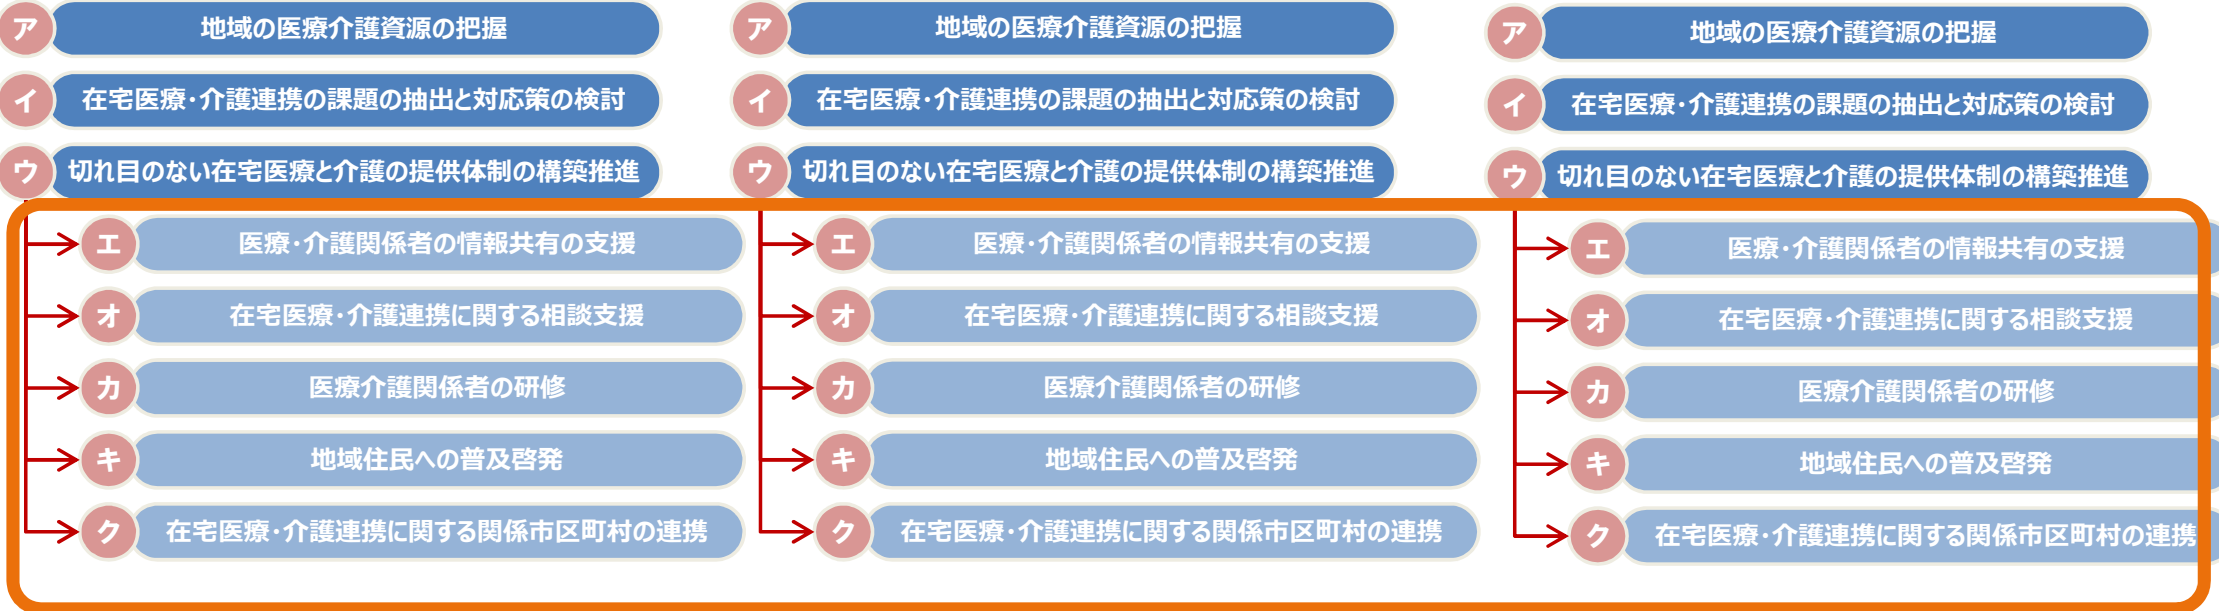 ア 地域の医療介護資源の把握
イ 在宅医療・介護連携の課題の抽出と対応策の検討
ウ 切れ目のない在宅医療と介護の提供体制の構築推進
エ 医療・介護関係者の情報共有の支援
オ 在宅医療・介護連携に関する相談支援
カ 医療介護関係者の研修
キ 地域住民への普及啓発
ク 在宅医療・介護連携に関する関係市区町村の連携
ア 地域の医療介護資源の把握
イ 在宅医療・介護連携の課題の抽出と対応策の検討
ウ 切れ目のない在宅医療と介護の提供体制の構築推進
エ 医療・介護関係者の情報共有の支援
オ 在宅医療・介護連携に関する相談支援
カ 医療介護関係者の研修
キ 地域住民への普及啓発
ク 在宅医療・介護連携に関する関係市区町村の連携
ア 地域の医療介護資源の把握
イ 在宅医療・介護連携の課題の抽出と対応策の検討
ウ 切れ目のない在宅医療と介護の提供体制の構築推進
エ 医療・介護関係者の情報共有の支援
オ 在宅医療・介護連携に関する相談支援
カ 医療介護関係者の研修
キ 地域住民への普及啓発
ク 在宅医療・介護連携に関する関係市区町村の連携